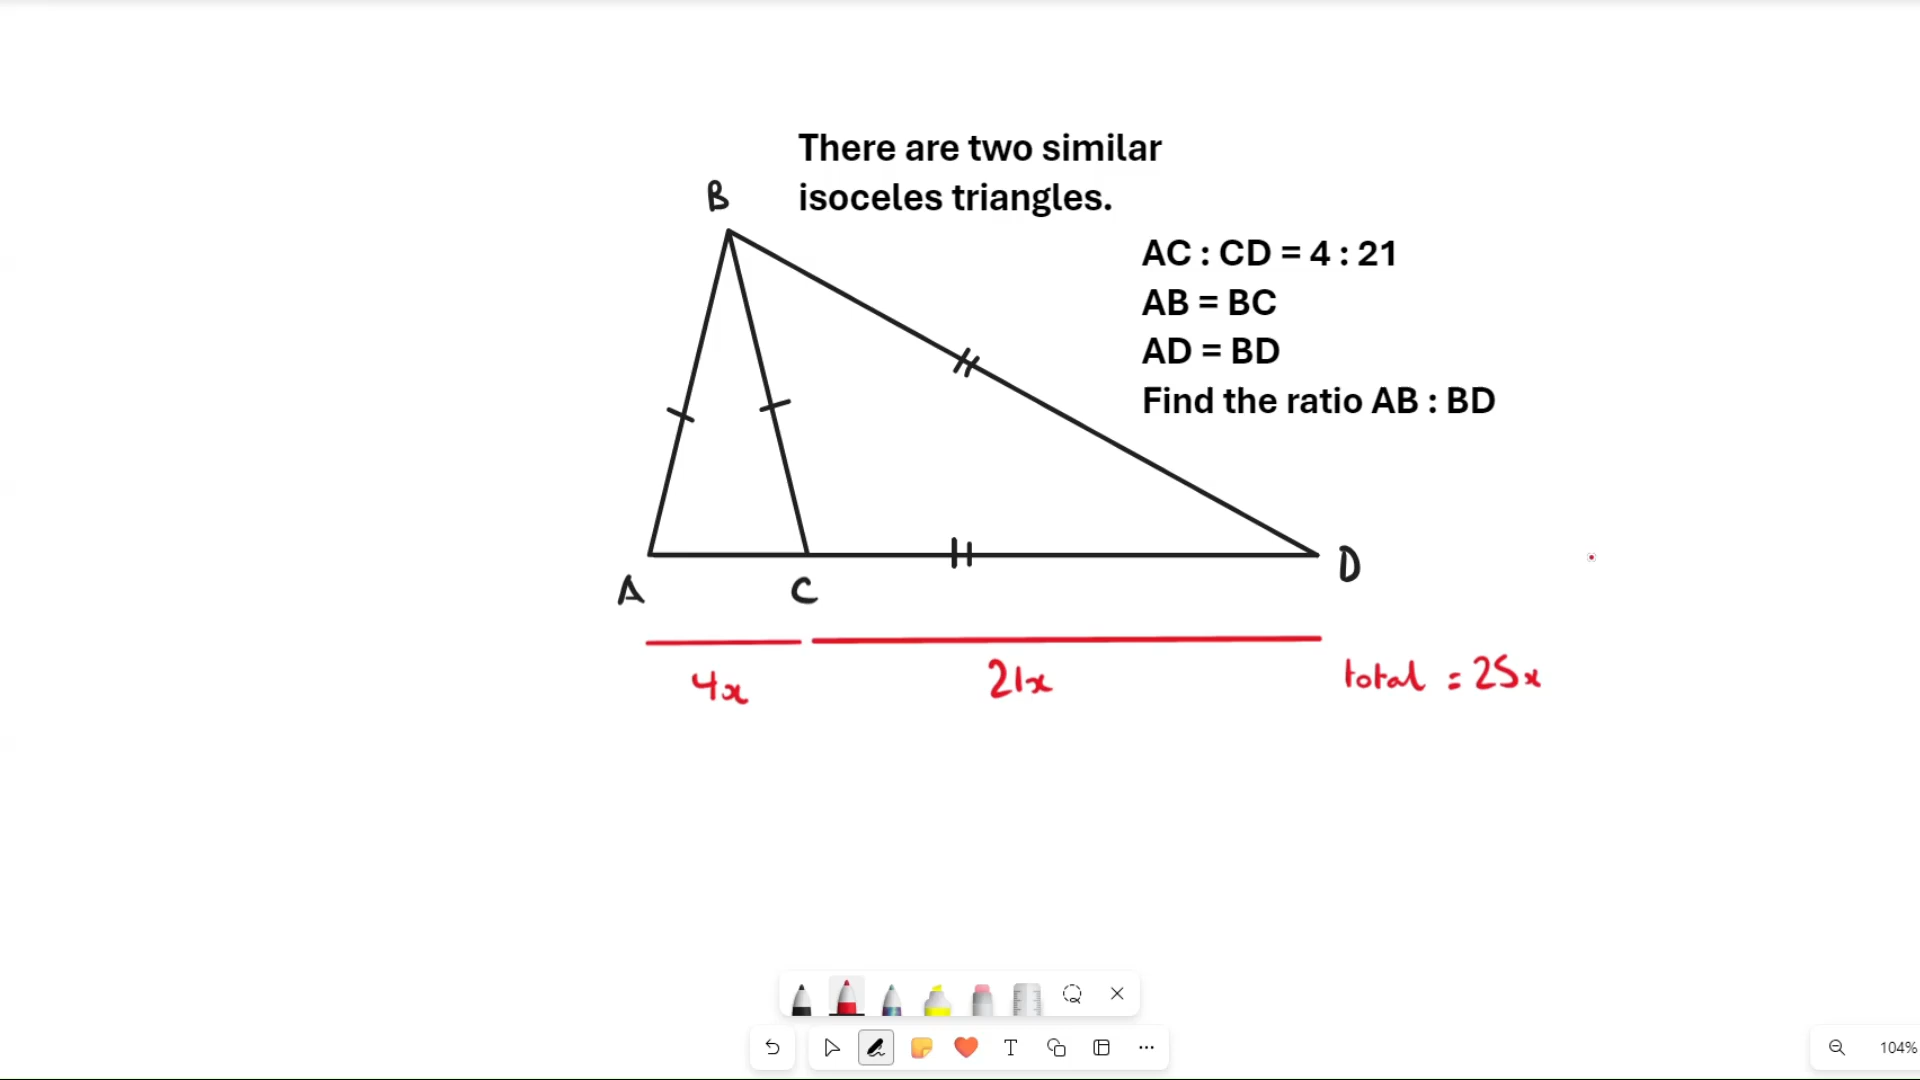 There are two similar
isoceles triangles.
B
AC : CD = 4 : 21
AB = BC
AD = BD
Find the ratio AB : BD
A
C
D
4x
21x
total = 25x
T
104%